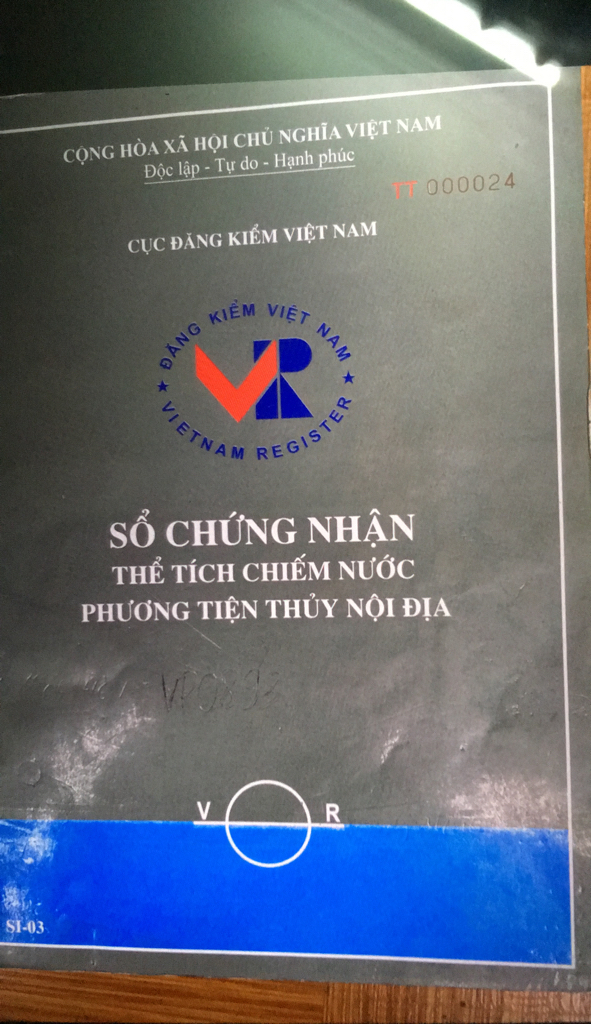 CỘNG HÒA XÃ HỘI CHỦ NGHĨA VIỆT NAM
Độc lập - Tự do - Hạnh phúc
TT 000024
CỤC ĐĂNG KIỂM VIỆT NAM
ĐĂNG KIỂM VIỆT NAM
VR
VIETNAM REGISTER
SỔ CHỨNG NHẬN
THỂ TÍCH CHIẾM NƯỚC
PHƯƠNG TIỆN THỦY NỘI ĐỊA
V R
SI-03